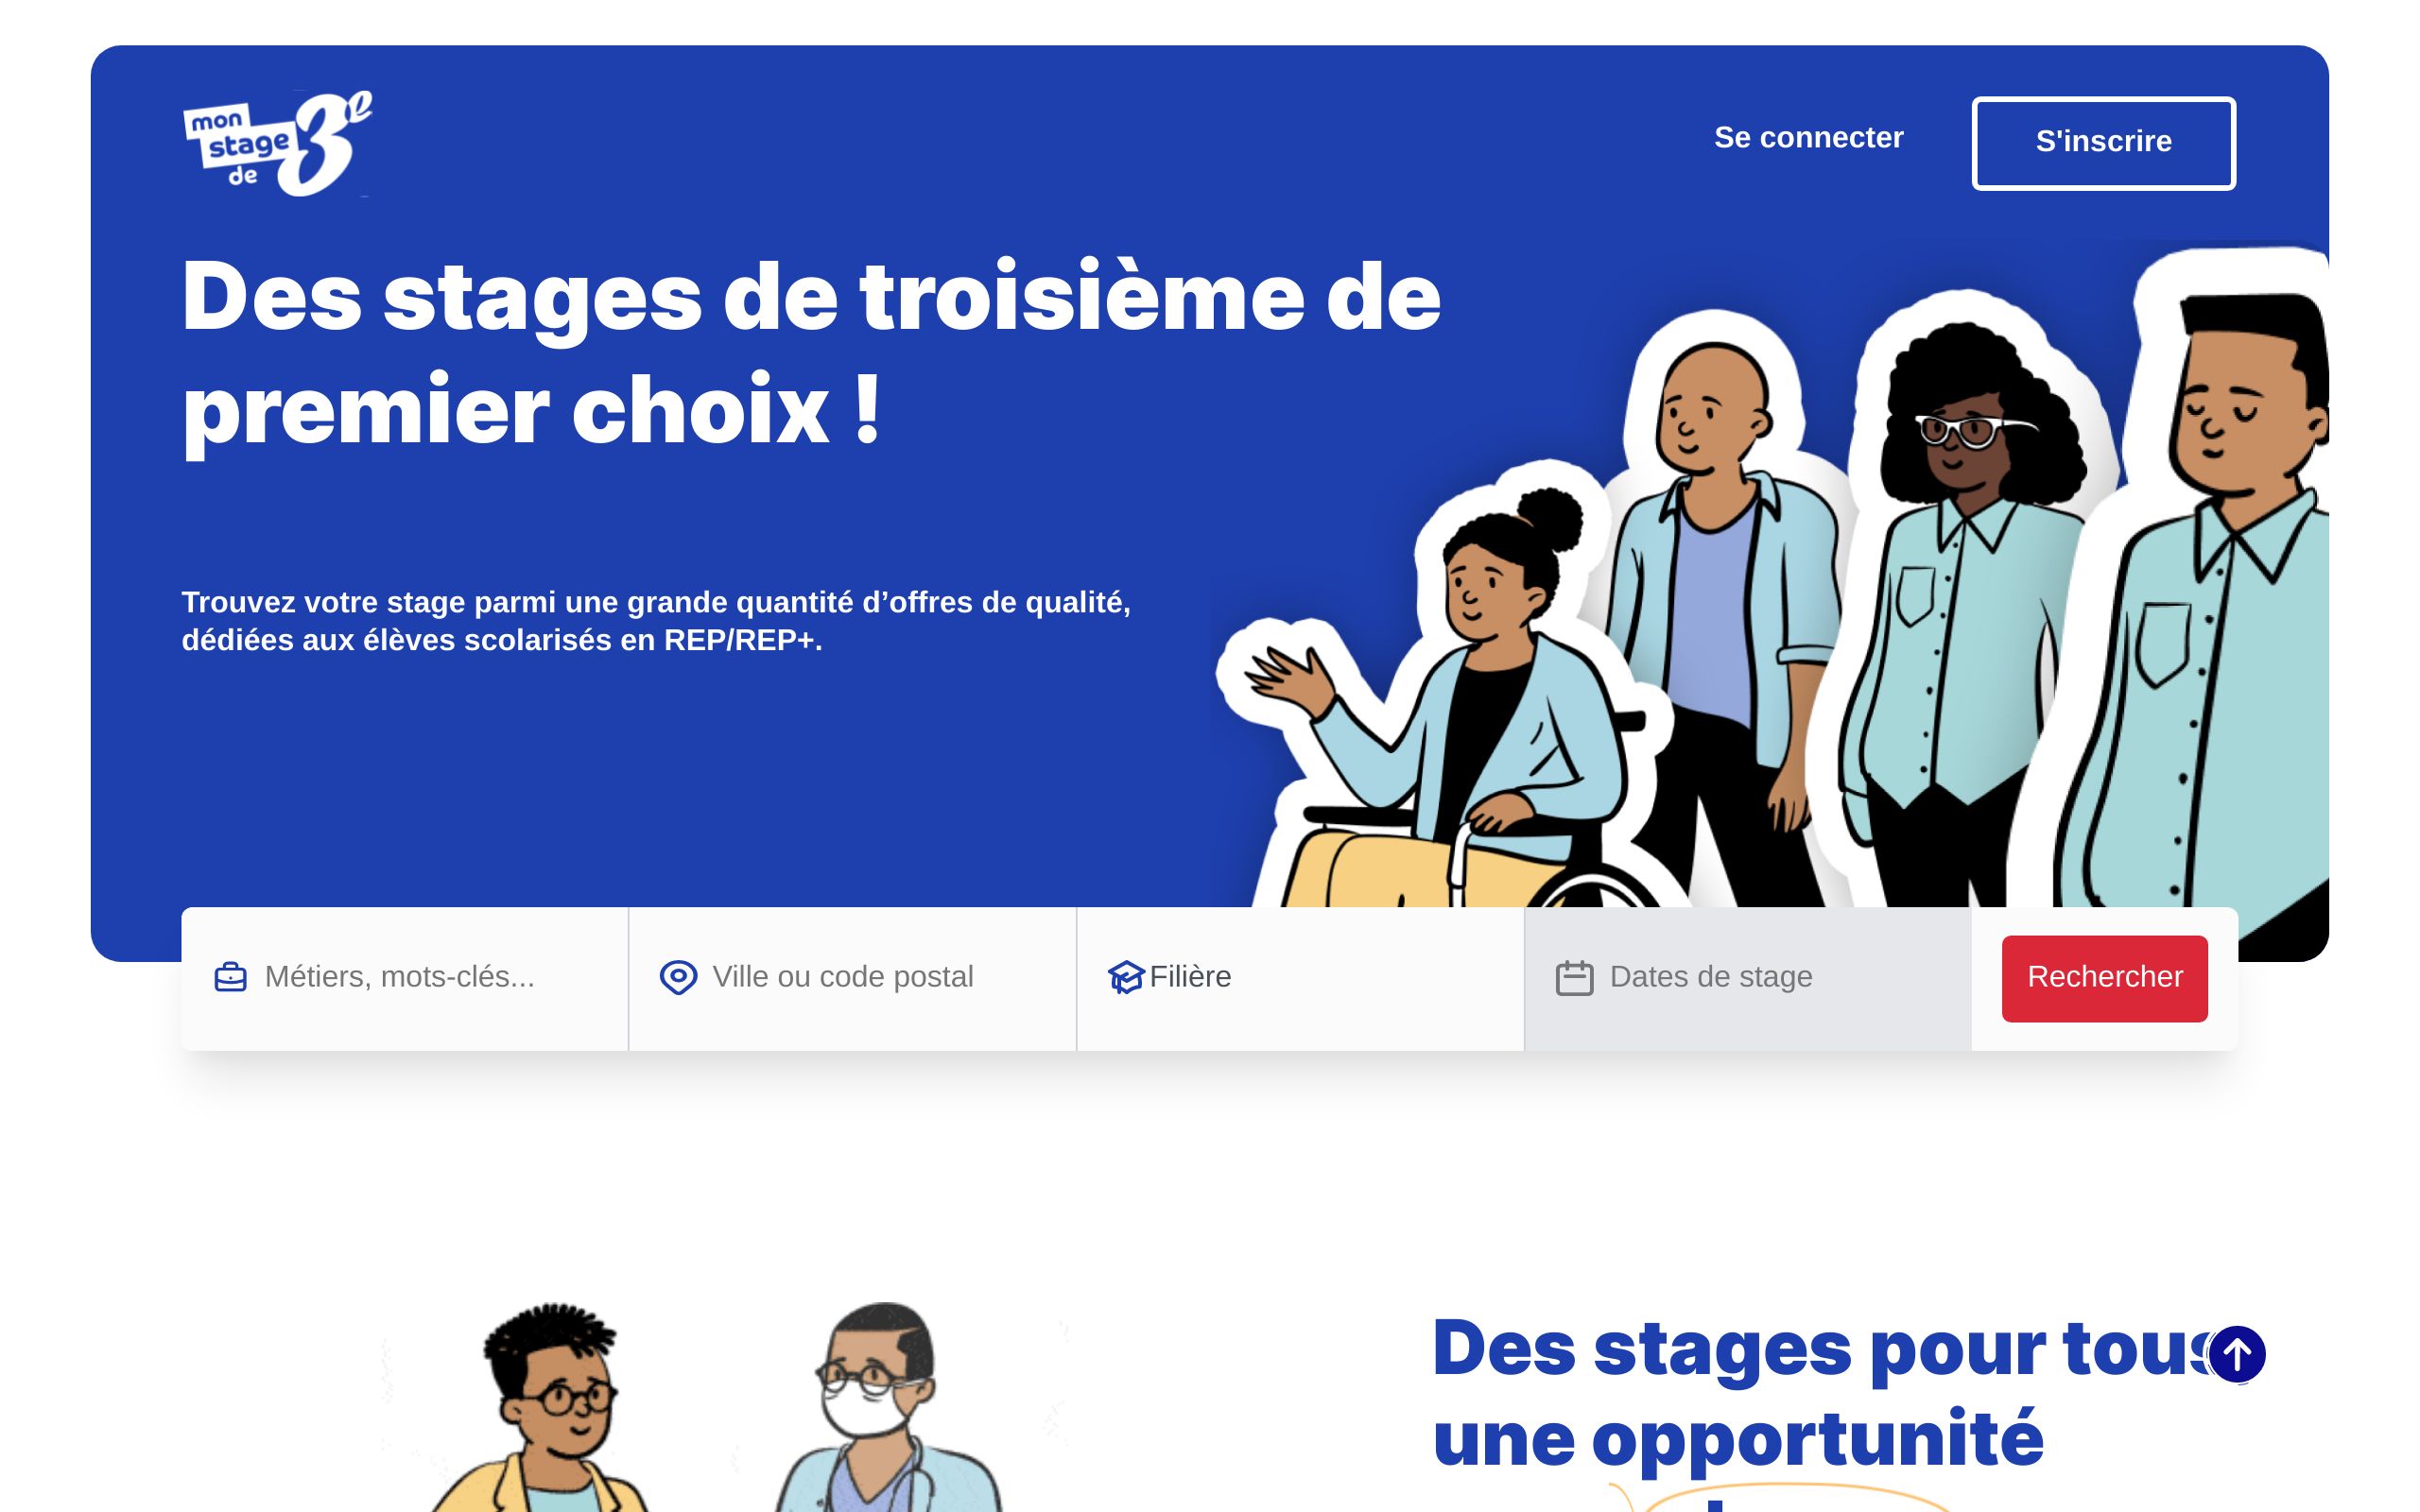 mon
stage
de 3e
Se connecter
S'inscrire
Des stages de troisième de
premier choix !
Trouvez votre stage parmi une grande quantité d’offres de qualité,
dédiées aux élèves scolarisés en REP/REP+.
Métiers, mots-clés...
Ville ou code postal
Filière
Dates de stage
Rechercher
Des stages pour tous
une opportunité